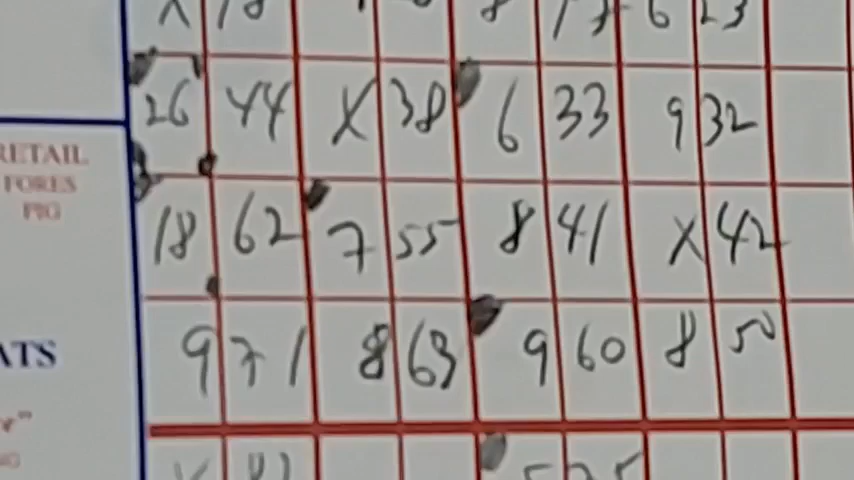 26 44 X 38 6 33 9 32
RETAIL
FORES
PIG
18 62 7 55 8 41 X 42
9 71 8 63 9 60 8 50
ATS